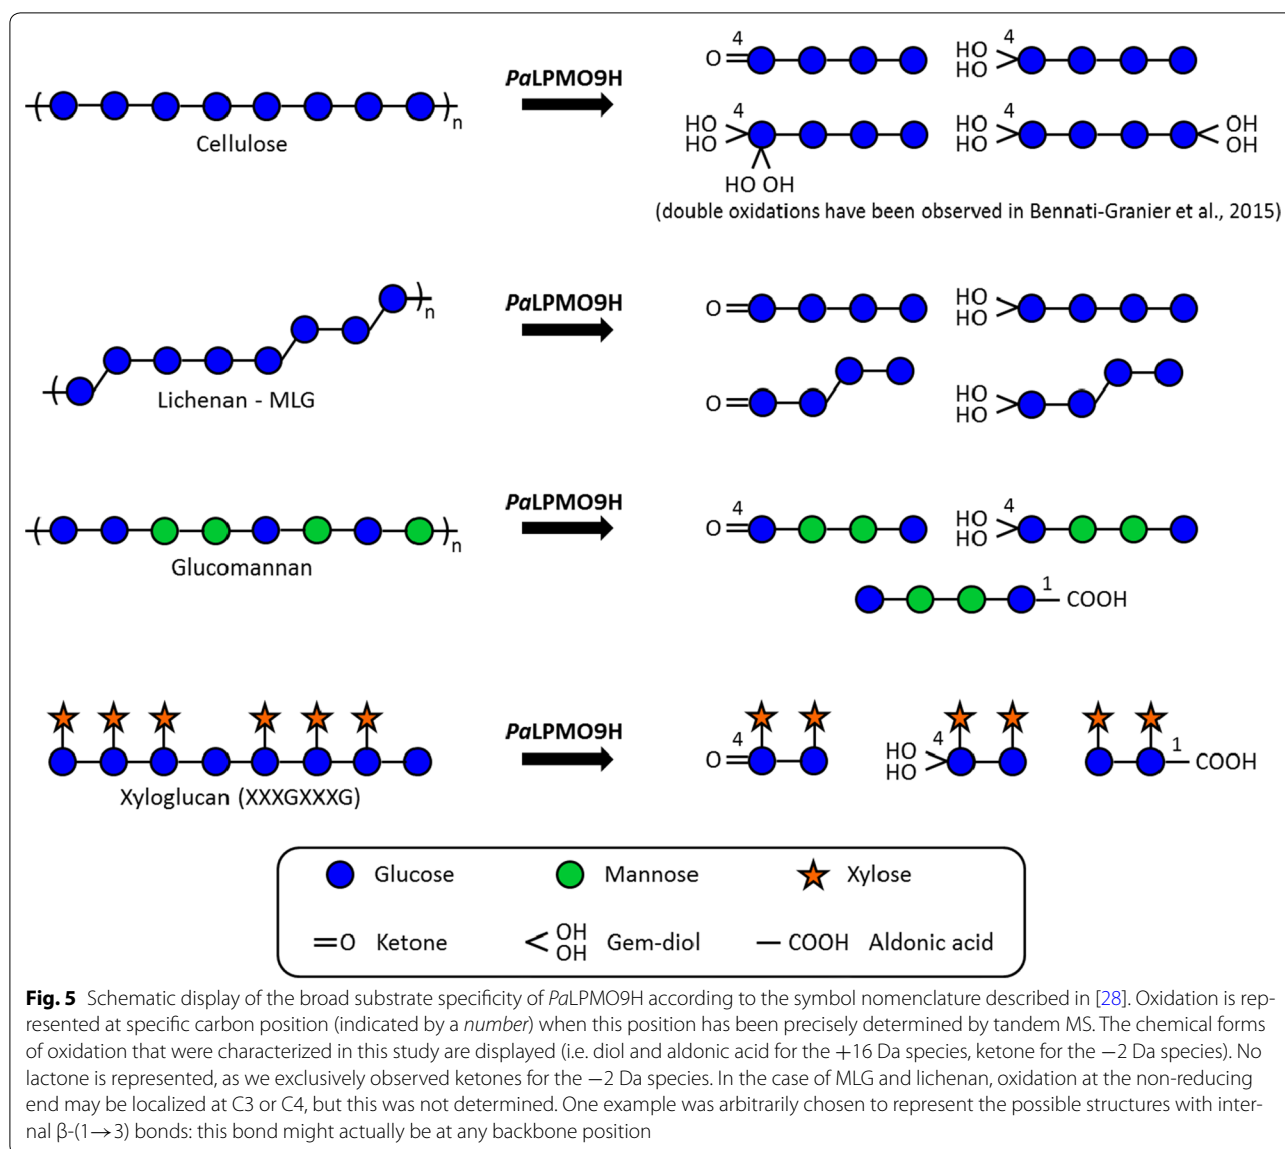 PaLPMO9H
( )n
Cellulose
4
O
4
HO
HO
HO
HO
4
HO OH
4
HO
HO
OH
OH
(double oxidations have been observed in Bennati-Granier et al., 2015)
PaLPMO9H
( )n
Lichenan - MLG
O
HO
HO
O
HO
HO
PaLPMO9H
( )n
Glucomannan
4
O
4
HO
HO
1
COOH
PaLPMO9H
Xyloglucan (XXXGXXXG)
4
O
4
HO
HO
1
COOH
Glucose Mannose Xylose
=O Ketone < OH
OH Gem-diol — COOH Aldonic acid
Fig. 5 Schematic display of the broad substrate specificity of PaLPMO9H according to the symbol nomenclature described in [28]. Oxidation is rep-
resented at specific carbon position (indicated by a number) when this position has been precisely determined by tandem MS. The chemical forms
of oxidation that were characterized in this study are displayed (i.e. diol and aldonic acid for the +16 Da species, ketone for the −2 Da species). No
lactone is represented, as we exclusively observed ketones for the −2 Da species. In the case of MLG and lichenan, oxidation at the non-reducing
end may be localized at C3 or C4, but this was not determined. One example was arbitrarily chosen to represent the possible structures with inter-
nal β-(1→3) bonds: this bond might actually be at any backbone position